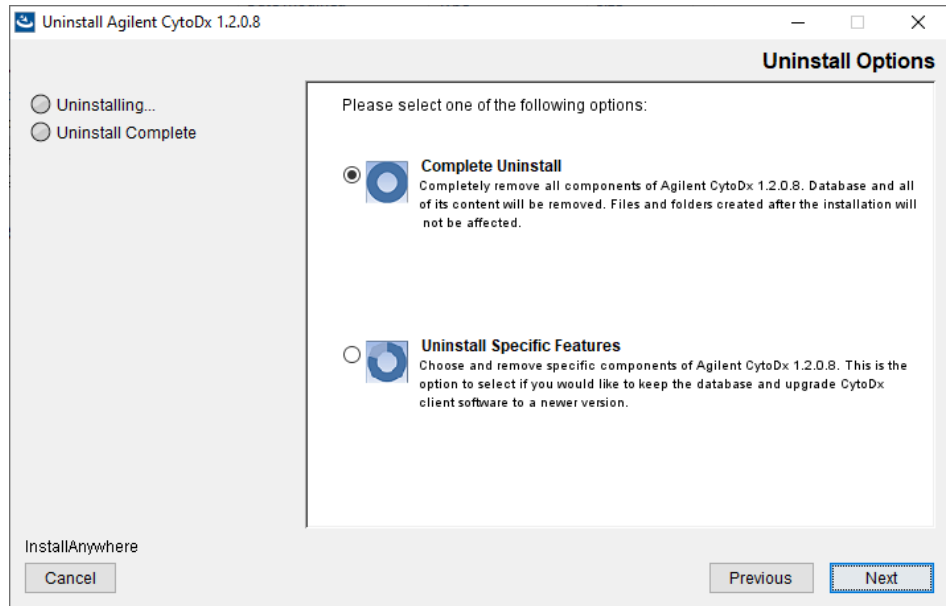 Uninstall Agilent CytoDx 1.2.0.8
Uninstall Options
Uninstalling...
Uninstall Complete
Please select one of the following options:
Complete Uninstall
Completely remove all components of Agilent CytoDx 1.2.0.8. Database and all
of its content will be removed. Files and folders created after the installation will
not be affected.
Uninstall Specific Features
Choose and remove specific components of Agilent CytoDx 1.2.0.8. This is the
option to select if you would like to keep the database and upgrade CytoDx
client software to a newer version.
InstallAnywhere
Cancel
Previous
Next